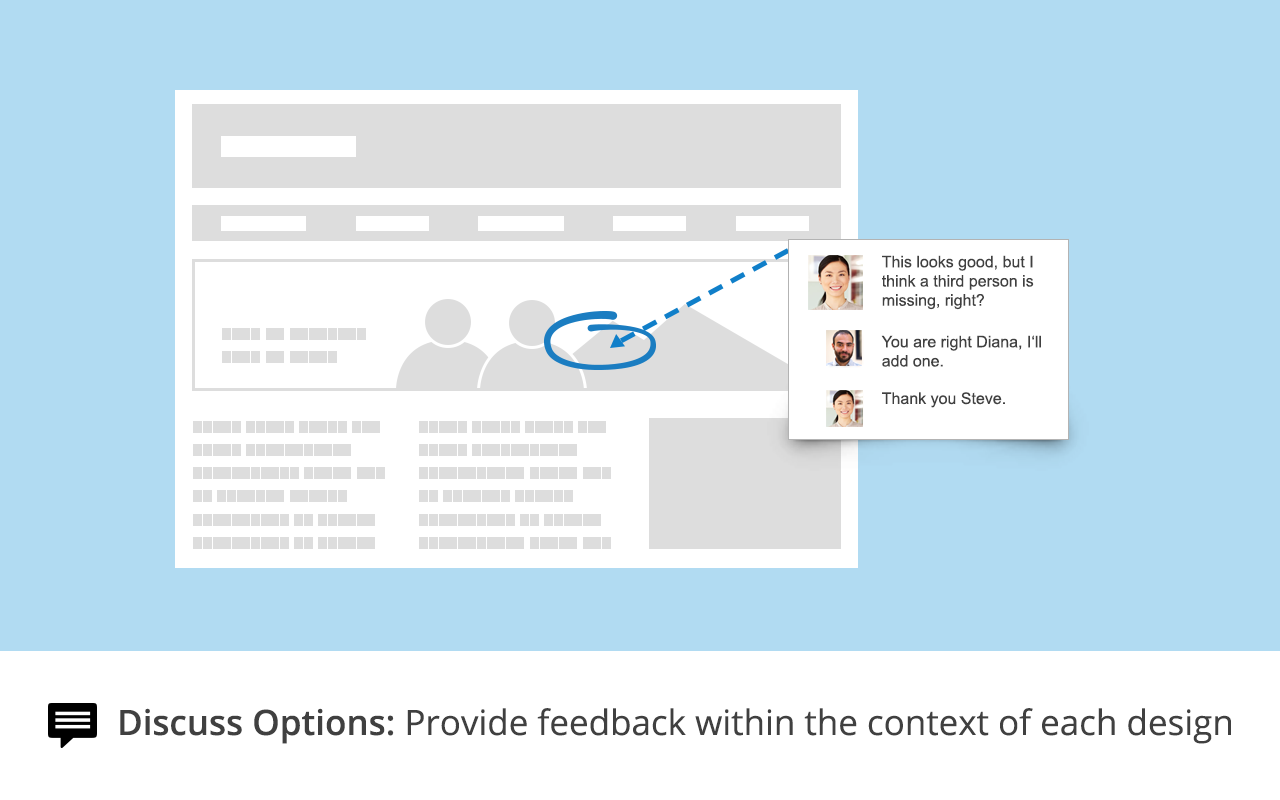 This looks good, but I
think a third person is
missing, right?
You are right Diana, I'll
add one.
Thank you Steve.
Discuss Options: Provide feedback within the context of each design